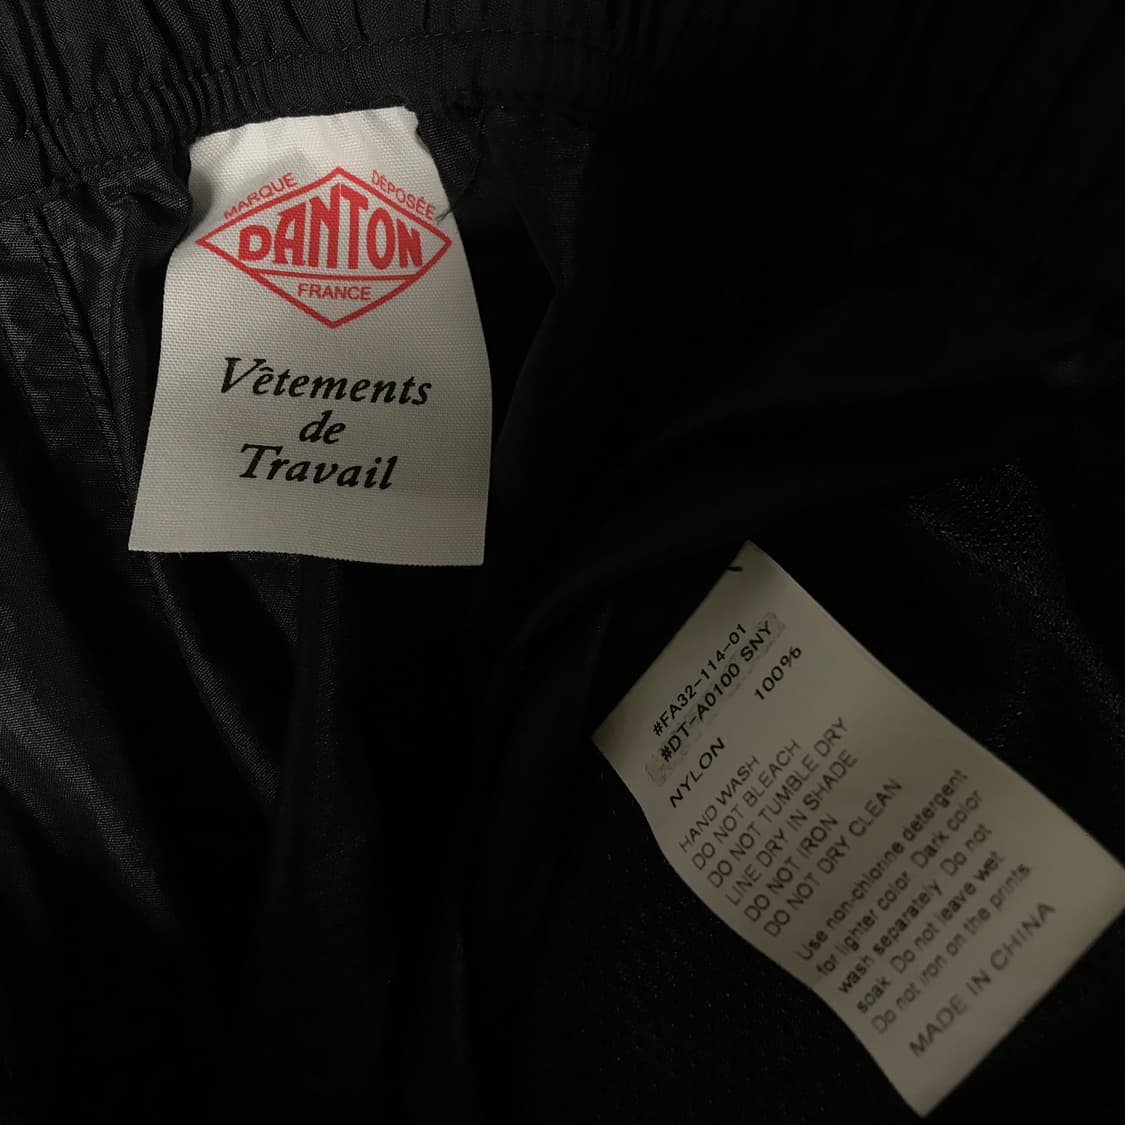 MARQUE DÉPOSÉE
DANTON
FRANCE
Vêtements
de
Travail
#FA32-114-01
#DT-A0100 SNY
NYLON 100%
HAND WASH
DO NOT BLEACH
DO NOT TUMBLE DRY
LINE DRY IN SHADE
DO NOT IRON
DO NOT DRY CLEAN
Use non-chlorine detergent
for lighter color. Dark color
wash separately. Do not
soak. Do not leave wet.
Do not iron on the prints
MADE IN CHINA